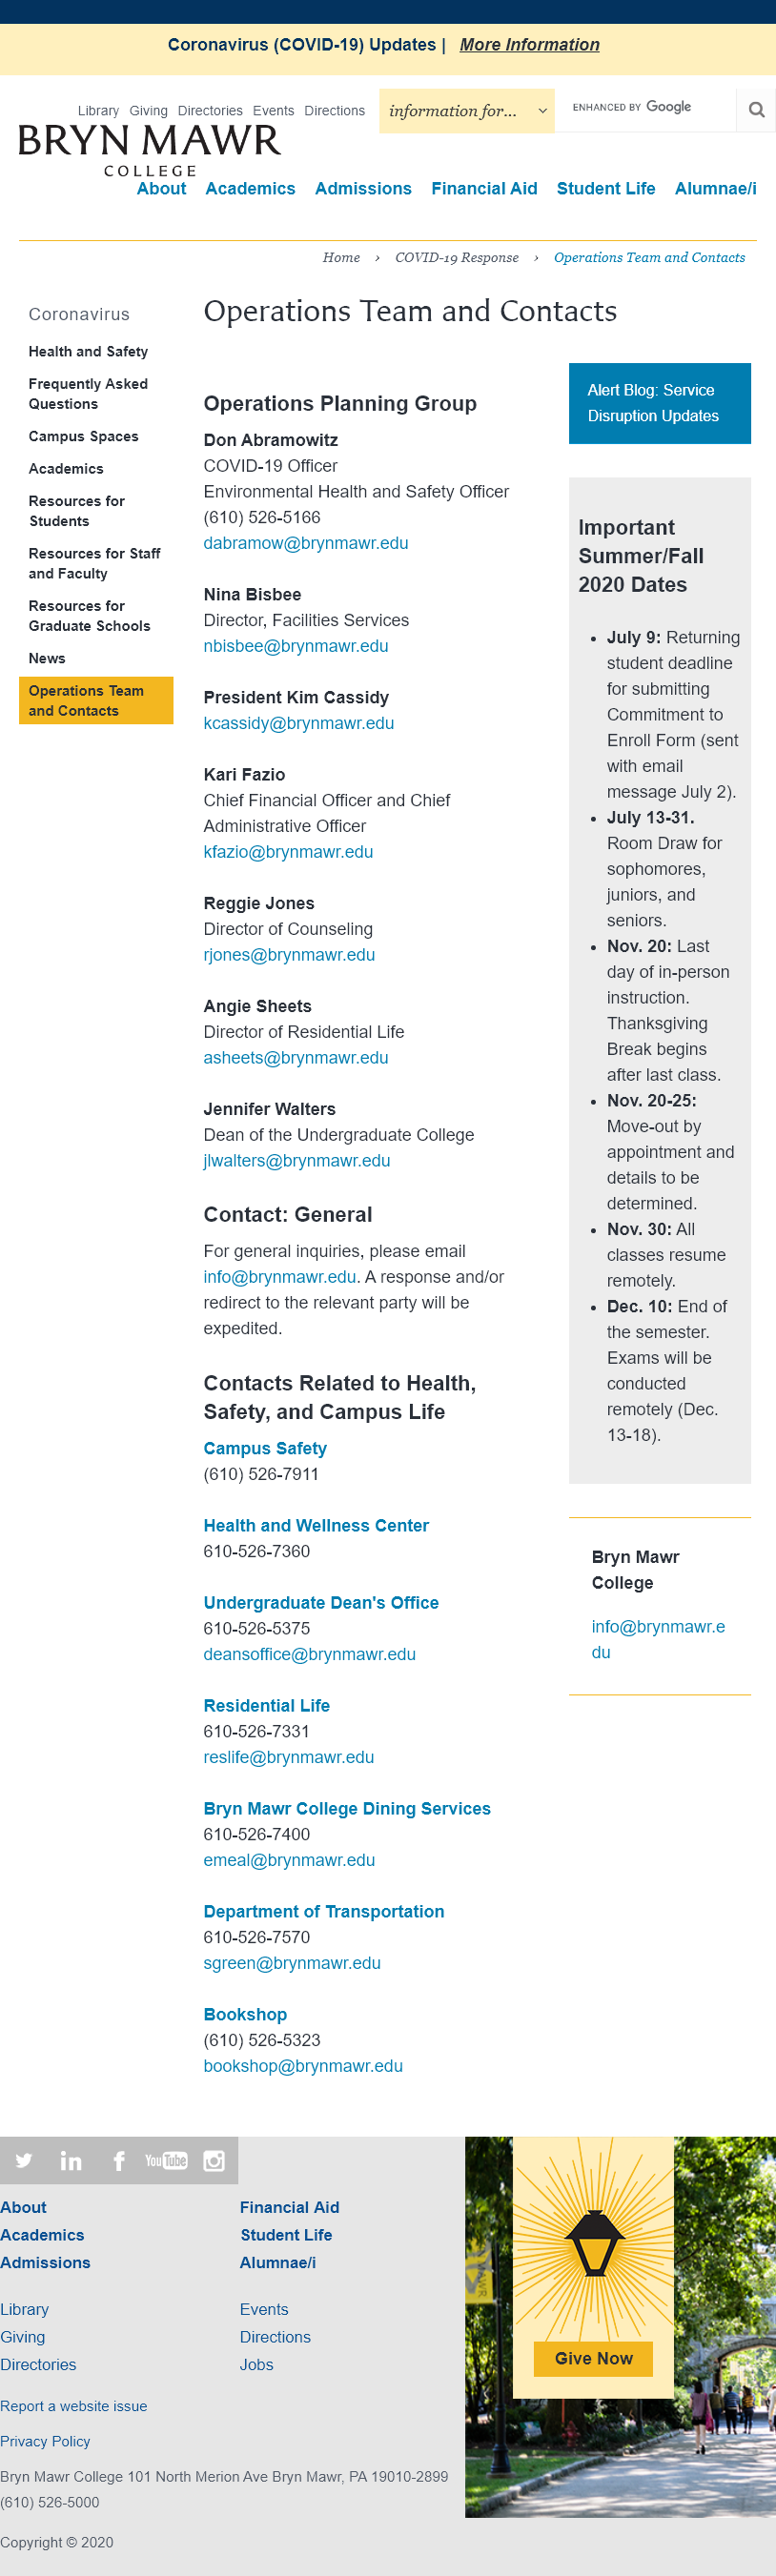 Coronavirus (COVID-19) Updates | More Information
Library Giving Directories Events Directions
information for...
ENHANCED BY Google
BRYN MAWR
COLLEGE
About Academics Admissions Financial Aid Student Life Alumnae/i
Home › COVID-19 Response › Operations Team and Contacts
Coronavirus
Health and Safety
Frequently Asked
Questions
Campus Spaces
Academics
Resources for
Students
Resources for Staff
and Faculty
Resources for
Graduate Schools
News
Operations Team
and Contacts
Operations Team and Contacts
Operations Planning Group
Don Abramowitz
COVID-19 Officer
Environmental Health and Safety Officer
(610) 526-5166
dabramow@brynmawr.edu
Nina Bisbee
Director, Facilities Services
nbisbee@brynmawr.edu
President Kim Cassidy
kcassidy@brynmawr.edu
Kari Fazio
Chief Financial Officer and Chief
Administrative Officer
kfazio@brynmawr.edu
Reggie Jones
Director of Counseling
rjones@brynmawr.edu
Angie Sheets
Director of Residential Life
asheets@brynmawr.edu
Jennifer Walters
Dean of the Undergraduate College
jlwalters@brynmawr.edu
Contact: General
For general inquiries, please email
info@brynmawr.edu. A response and/or
redirect to the relevant party will be
expedited.
Contacts Related to Health,
Safety, and Campus Life
Campus Safety
(610) 526-7911
Health and Wellness Center
610-526-7360
Undergraduate Dean's Office
610-526-5375
deansoffice@brynmawr.edu
Residential Life
610-526-7331
reslife@brynmawr.edu
Bryn Mawr College Dining Services
610-526-7400
emeal@brynmawr.edu
Department of Transportation
610-526-7570
sgreen@brynmawr.edu
Bookshop
(610) 526-5323
bookshop@brynmawr.edu
Alert Blog: Service
Disruption Updates
Important
Summer/Fall
2020 Dates
• July 9: Returning
student deadline
for submitting
Commitment to
Enroll Form (sent
with email
message July 2).
• July 13-31.
Room Draw for
sophomores,
juniors, and
seniors.
• Nov. 20: Last
day of in-person
instruction.
Thanksgiving
Break begins
after last class.
• Nov. 20-25:
Move-out by
appointment and
details to be
determined.
• Nov. 30: All
classes resume
remotely.
• Dec. 10: End of
the semester.
Exams will be
conducted
remotely (Dec.
13-18).
Bryn Mawr
College
info@brynmawr.e
du
YouTube
About
Academics
Admissions
Financial Aid
Student Life
Alumnae/i
Library
Giving
Directories
Events
Directions
Jobs
Report a website issue
Privacy Policy
Bryn Mawr College 101 North Merion Ave Bryn Mawr, PA 19010-2899
(610) 526-5000
Copyright © 2020
Give Now